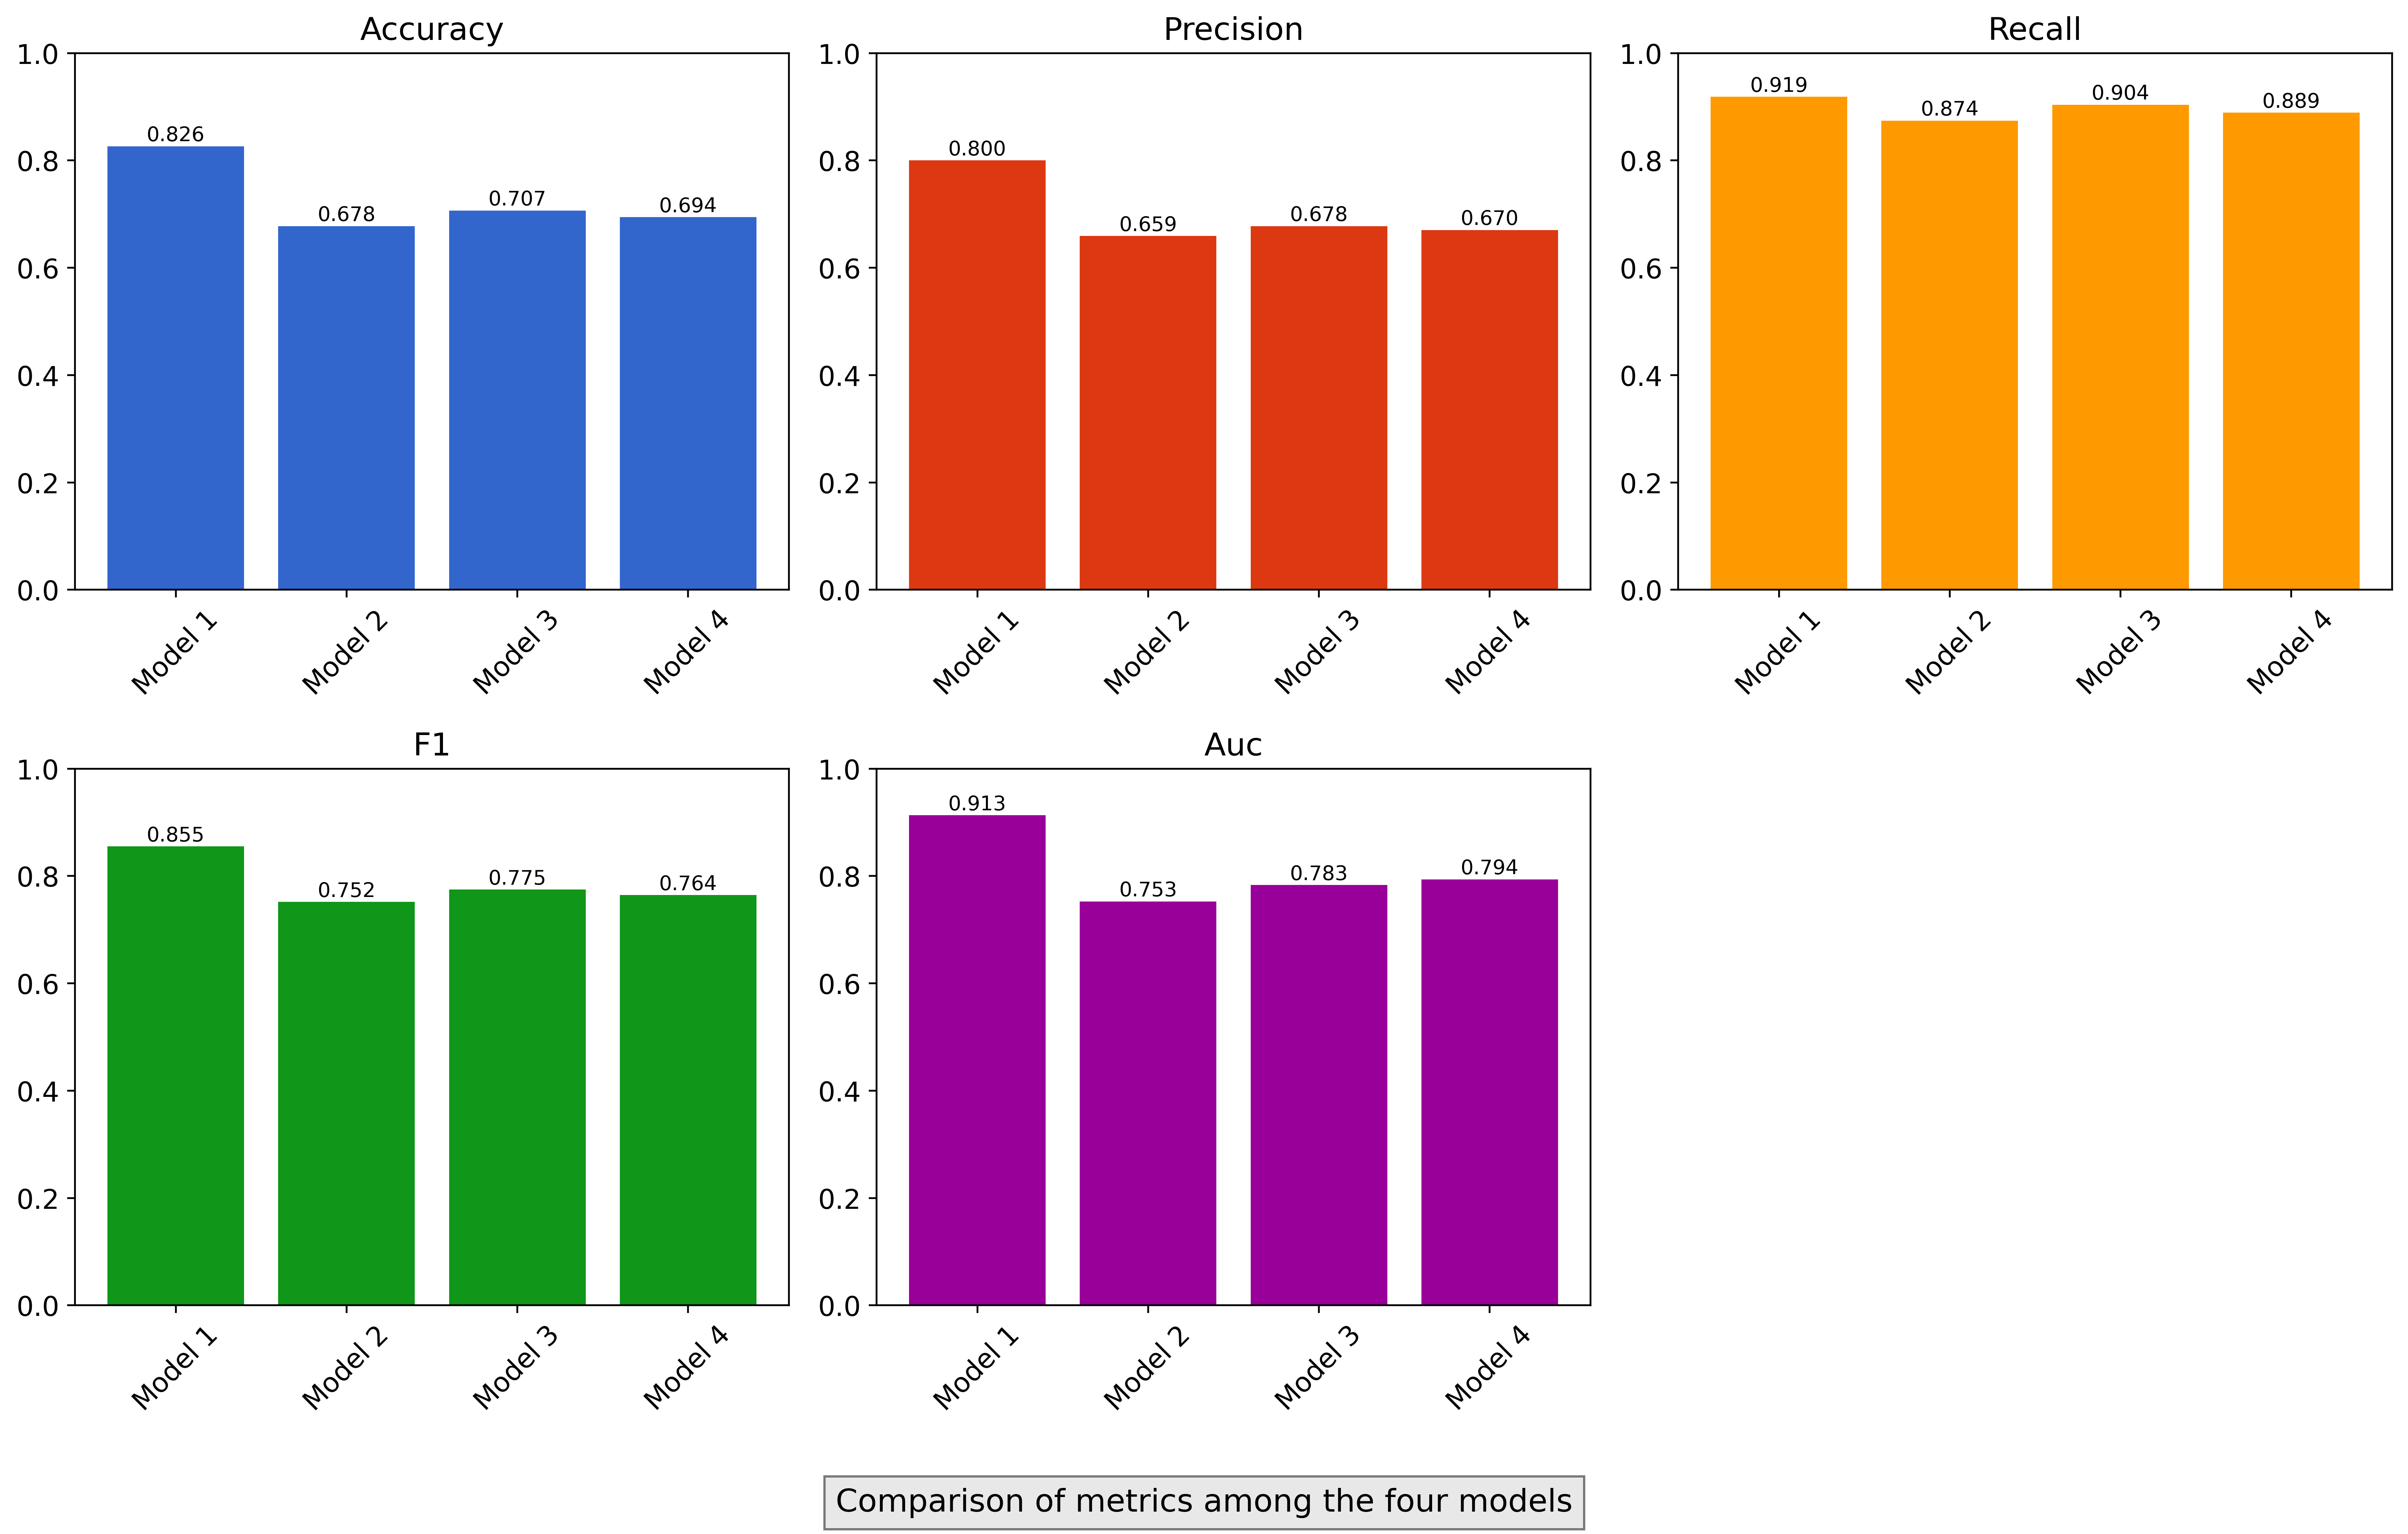 Accuracy
1.0
0.8
0.6
0.4
0.2
0.0
0.826
0.678
0.707
0.694
Model 1
Model 2
Model 3
Model 4
Precision
1.0
0.8
0.6
0.4
0.2
0.0
0.800
0.659
0.678
0.670
Model 1
Model 2
Model 3
Model 4
Recall
1.0
0.8
0.6
0.4
0.2
0.0
0.919
0.874
0.904
0.889
Model 1
Model 2
Model 3
Model 4
F1
1.0
0.8
0.6
0.4
0.2
0.0
0.855
0.752
0.775
0.764
Model 1
Model 2
Model 3
Model 4
Auc
1.0
0.8
0.6
0.4
0.2
0.0
0.913
0.753
0.783
0.794
Model 1
Model 2
Model 3
Model 4
Comparison of metrics among the four models